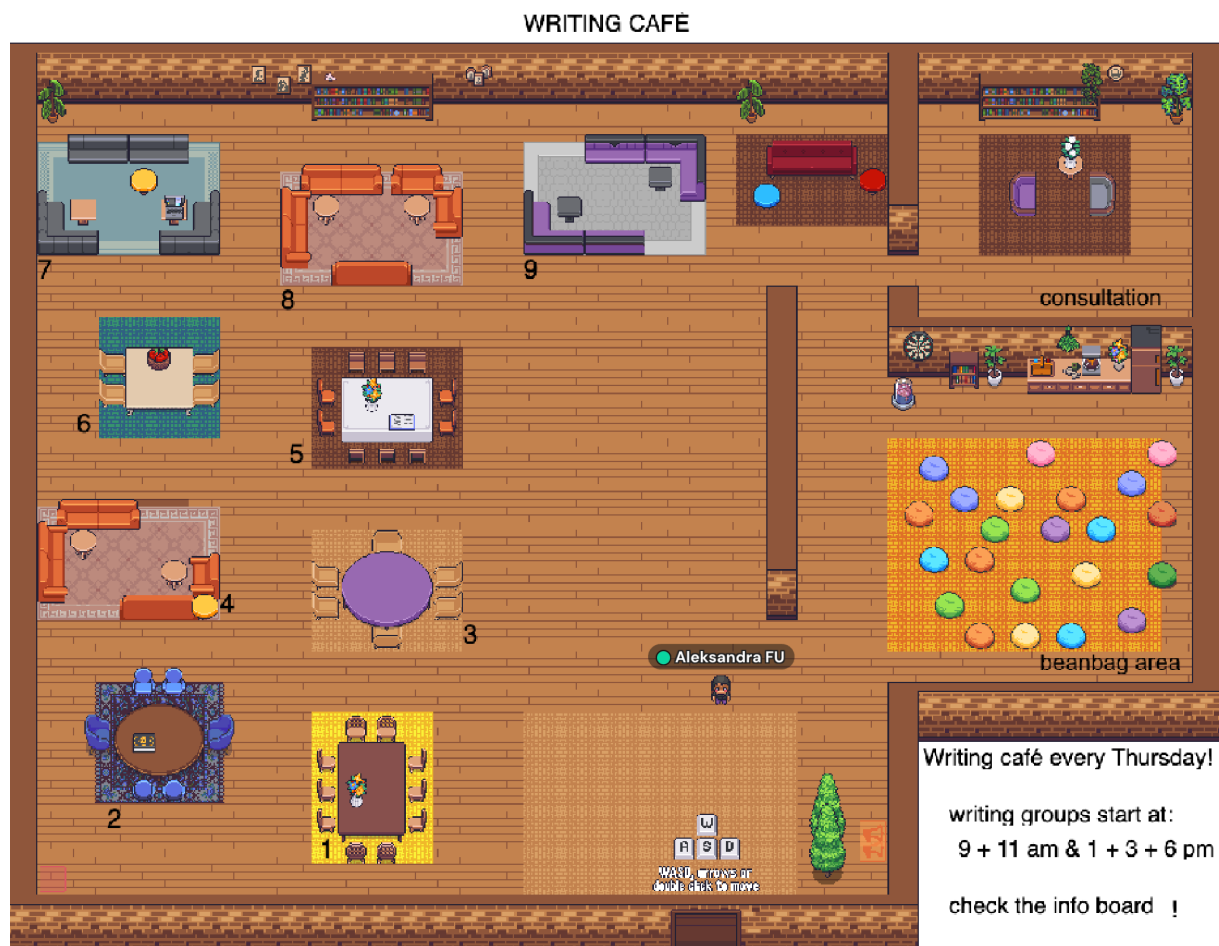 WRITING CAFÉ
7
8
9
consultation
6
5
4
3
Aleksandra FU
beanbag area
2
1
W
A S D
WASD, arrows or
double click to move
Writing café every Thursday!
writing groups start at:
9 + 11 am & 1 + 3 + 6 pm
check the info board !